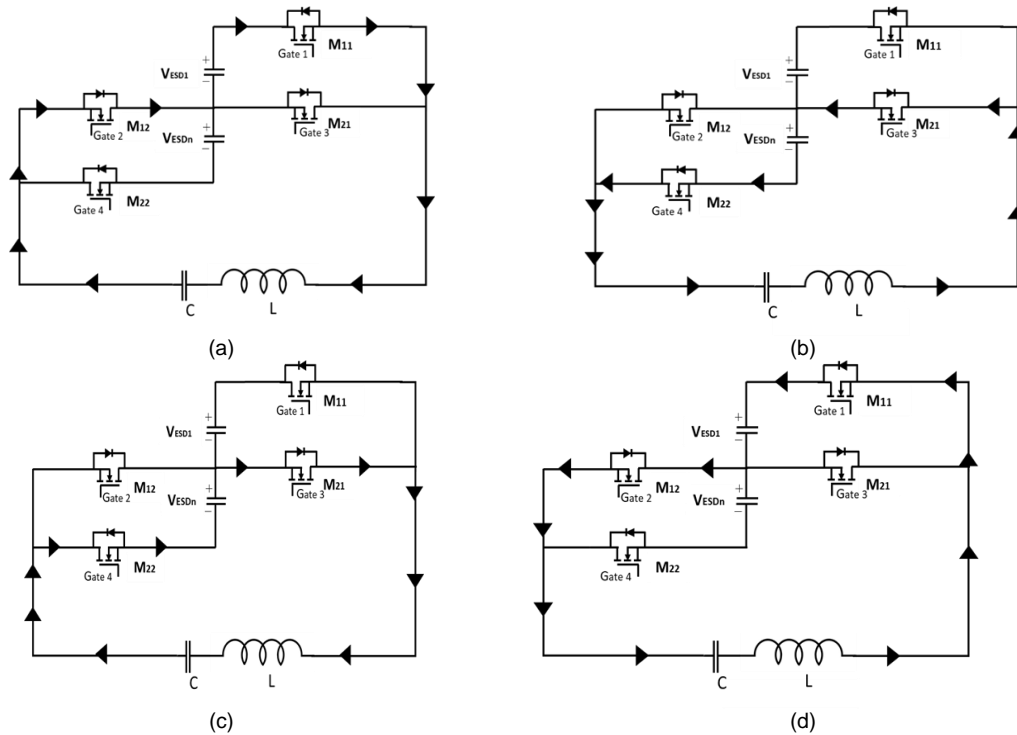 Gate 1
M11
+
VESD1
−
Gate 2
M12
Gate 3
M21
+
VESDn
−
Gate 4
M22
C
L
(a)
Gate 1
M11
+
VESD1
−
Gate 2
M12
Gate 3
M21
+
VESDn
−
Gate 4
M22
C
L
(b)
Gate 1
M11
+
VESD1
−
Gate 2
M12
Gate 3
M21
+
VESDn
−
Gate 4
M22
C
L
(c)
Gate 1
M11
+
VESD1
−
Gate 2
M12
Gate 3
M21
+
VESDn
−
Gate 4
M22
C
L
(d)